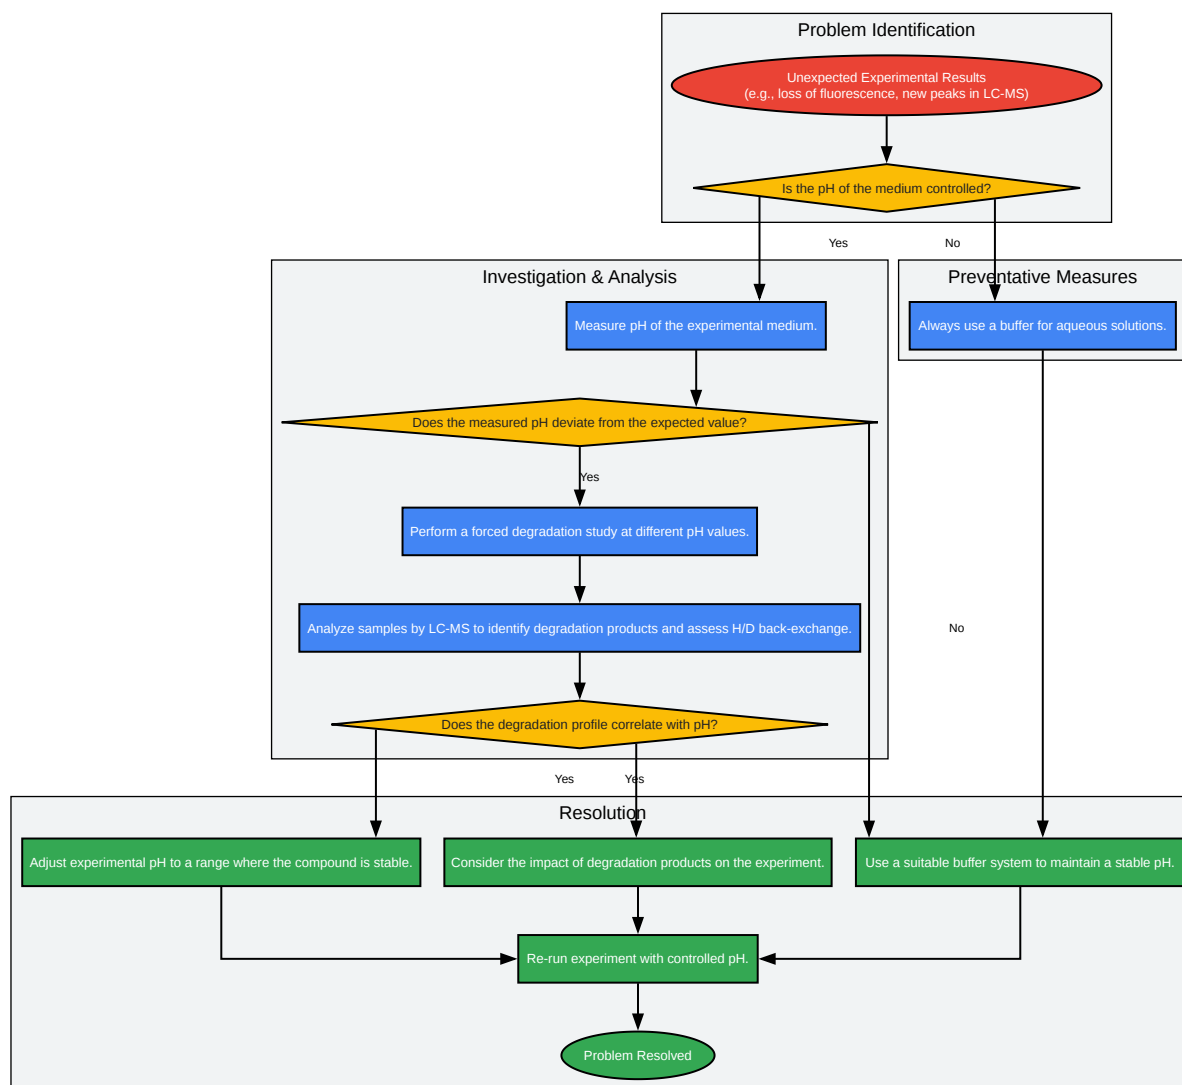 Problem Identification
Unexpected Experimental Results
(e.g., loss of fluorescence, new peaks in LC-MS)
Is the pH of the medium controlled?
Yes
No
Investigation & Analysis
Preventative Measures
Measure pH of the experimental medium.
Always use a buffer for aqueous solutions.
Does the measured pH deviate from the expected value?
Yes
Perform a forced degradation study at different pH values.
Analyze samples by LC-MS to identify degradation products and assess H/D back-exchange.
No
Does the degradation profile correlate with pH?
Yes
Yes
Resolution
Adjust experimental pH to a range where the compound is stable.
Consider the impact of degradation products on the experiment.
Use a suitable buffer system to maintain a stable pH.
Re-run experiment with controlled pH.
Problem Resolved